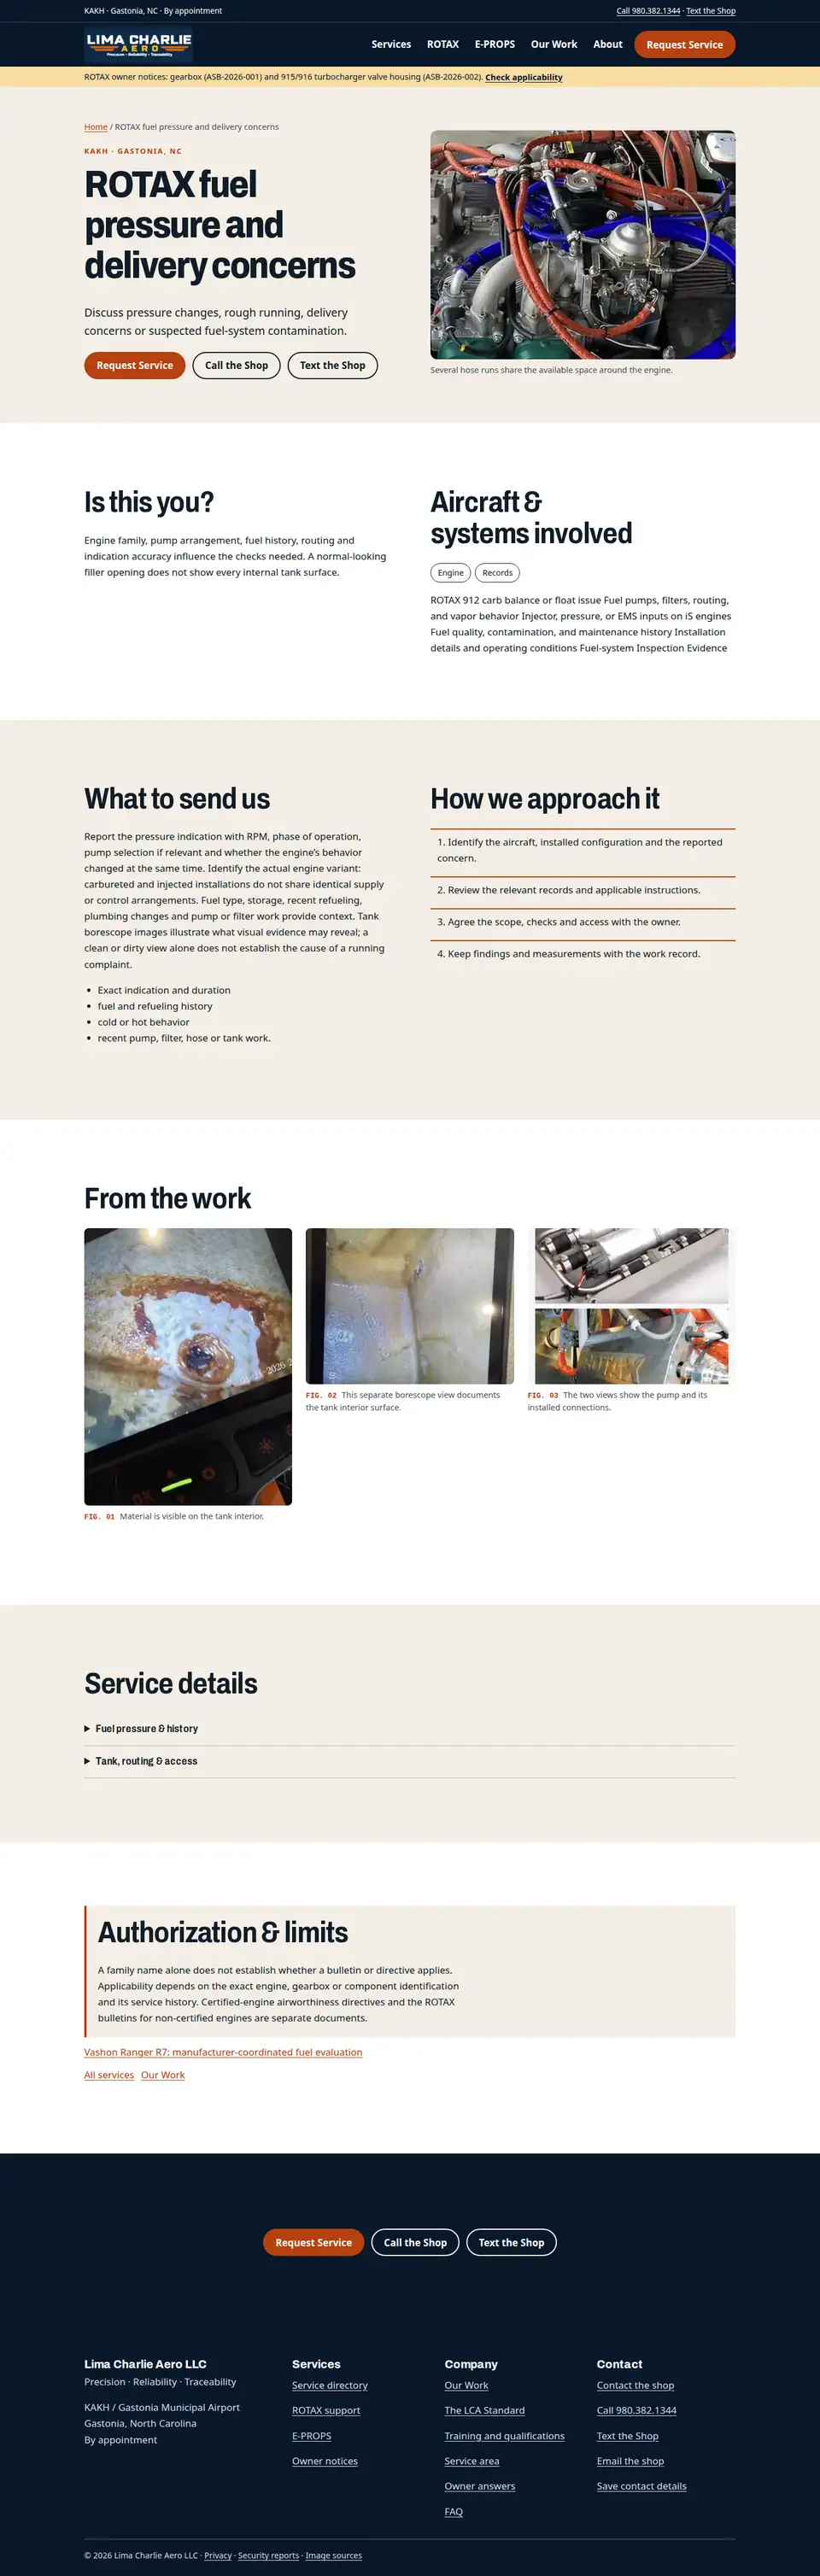 KAKH · Gastonia, NC · By appointment
Call 980.382.1344 · Text the Shop
LIMA CHARLIE
AERO
Precision · Reliability · Traceability
Services ROTAX E-PROPS Our Work About Request Service
ROTAX owner notices: gearbox (ASB-2026-001) and 915/916 turbocharger valve housing (ASB-2026-002). Check applicability
Home / ROTAX fuel pressure and delivery concerns
KAKH · GASTONIA, NC
ROTAX fuel
pressure and
delivery concerns
Discuss pressure changes, rough running, delivery
concerns or suspected fuel-system contamination.
Request Service Call the Shop Text the Shop
Several hose runs share the available space around the engine.
Is this you?
Engine family, pump arrangement, fuel history, routing and
indication accuracy influence the checks needed. A normal-looking
filler opening does not show every internal tank surface.
Aircraft &
systems involved
Engine Records
ROTAX 912 carb balance or float issue Fuel pumps, filters, routing,
and vapor behavior Injector, pressure, or EMS inputs on iS engines
Fuel quality, contamination, and maintenance history Installation
details and operating conditions Fuel-system Inspection Evidence
What to send us
Report the pressure indication with RPM, phase of operation,
pump selection if relevant and whether the engine’s behavior
changed at the same time. Identify the actual engine variant:
carbureted and injected installations do not share identical supply
or control arrangements. Fuel type, storage, recent refueling,
plumbing changes and pump or filter work provide context. Tank
borescope images illustrate what visual evidence may reveal; a
clean or dirty view alone does not establish the cause of a running
complaint.
• Exact indication and duration
• fuel and refueling history
• cold or hot behavior
• recent pump, filter, hose or tank work.
How we approach it
1. Identify the aircraft, installed configuration and the reported
concern.
2. Review the relevant records and applicable instructions.
3. Agree the scope, checks and access with the owner.
4. Keep findings and measurements with the work record.
From the work
OK
FIG. 01 Material is visible on the tank interior.
FIG. 02 This separate borescope view documents
the tank interior surface.
FIG. 03 The two views show the pump and its
installed connections.
Service details
Fuel pressure & history
Tank, routing & access
Authorization & limits
A family name alone does not establish whether a bulletin or directive applies.
Applicability depends on the exact engine, gearbox or component identification
and its service history. Certified-engine airworthiness directives and the ROTAX
bulletins for non-certified engines are separate documents.
Vashon Ranger R7: manufacturer-coordinated fuel evaluation
All services Our Work
Request Service Call the Shop Text the Shop
Lima Charlie Aero LLC
Precision · Reliability · Traceability
KAKH / Gastonia Municipal Airport
Gastonia, North Carolina
By appointment
Services
Service directory
ROTAX support
E-PROPS
Owner notices
Company
Our Work
The LCA Standard
Training and qualifications
Service area
Owner answers
FAQ
Contact
Contact the shop
Call 980.382.1344
Text the Shop
Email the shop
Save contact details
© 2026 Lima Charlie Aero LLC · Privacy · Security reports · Image sources